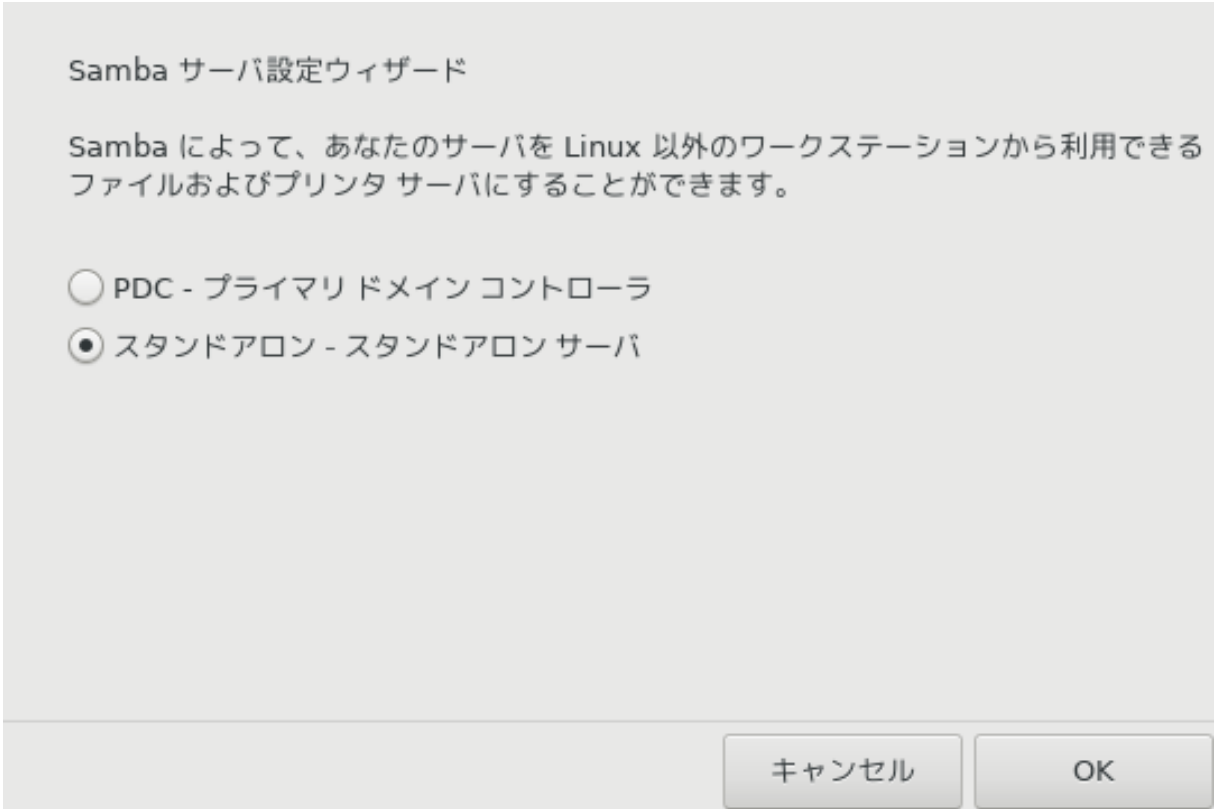 Samba サーバ設定ウィザード
Samba によって、あなたのサーバを Linux 以外のワークステーションから利用できる
ファイルおよびプリンタ サーバにすることができます。
PDC - プライマリ ドメイン コントローラ
スタンドアロン - スタンドアロン サーバ
キャンセル
OK